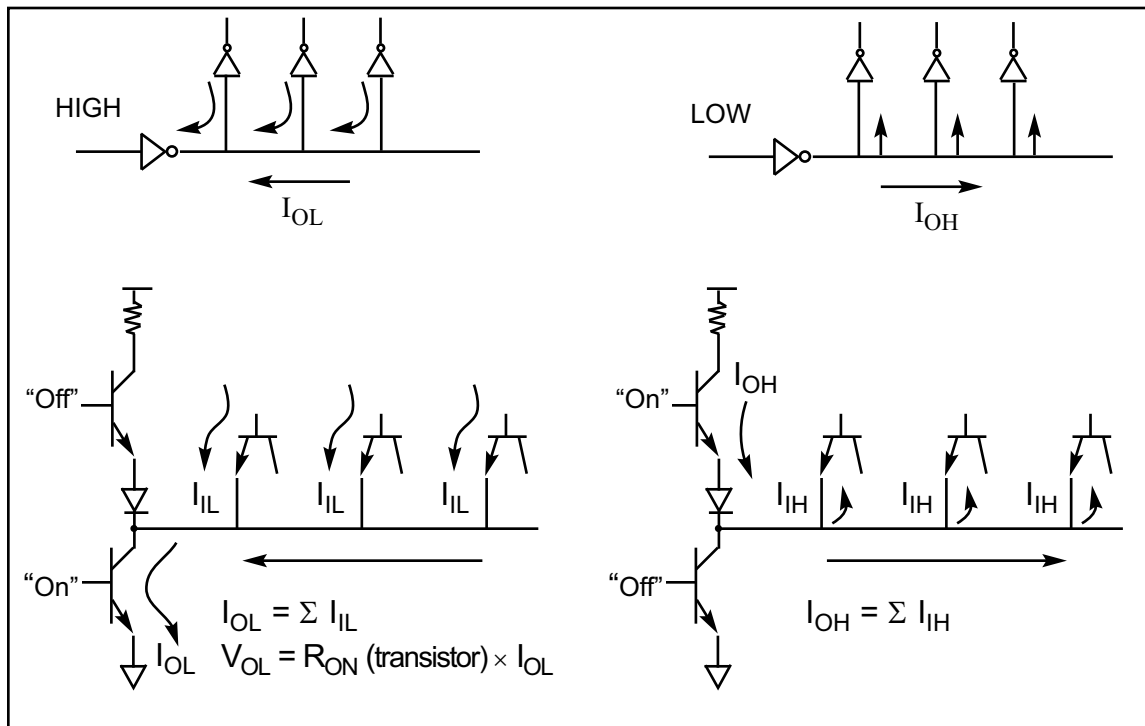 HIGH
I_OL
LOW
I_OH
“Off”
I_IL
I_IL
I_IL
“On”
I_OL
I_OL = Σ I_IL
V_OL = R_ON (transistor) × I_OL
“On”
I_OH
I_IH
I_IH
I_IH
“Off”
I_OH = Σ I_IH